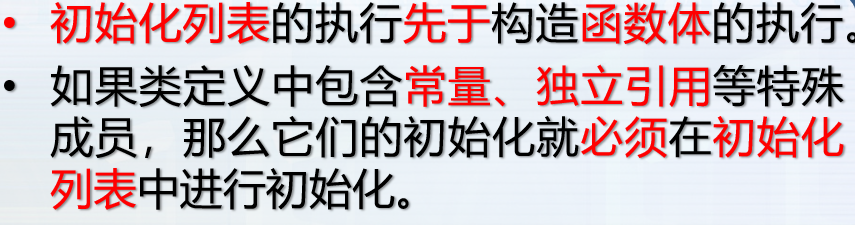 • 初始化列表的执行先于构造函数体的执行。
• 如果类定义中包含常量、独立引用等特殊
成员，那么它们的初始化就必须在初始化
列表中进行初始化。